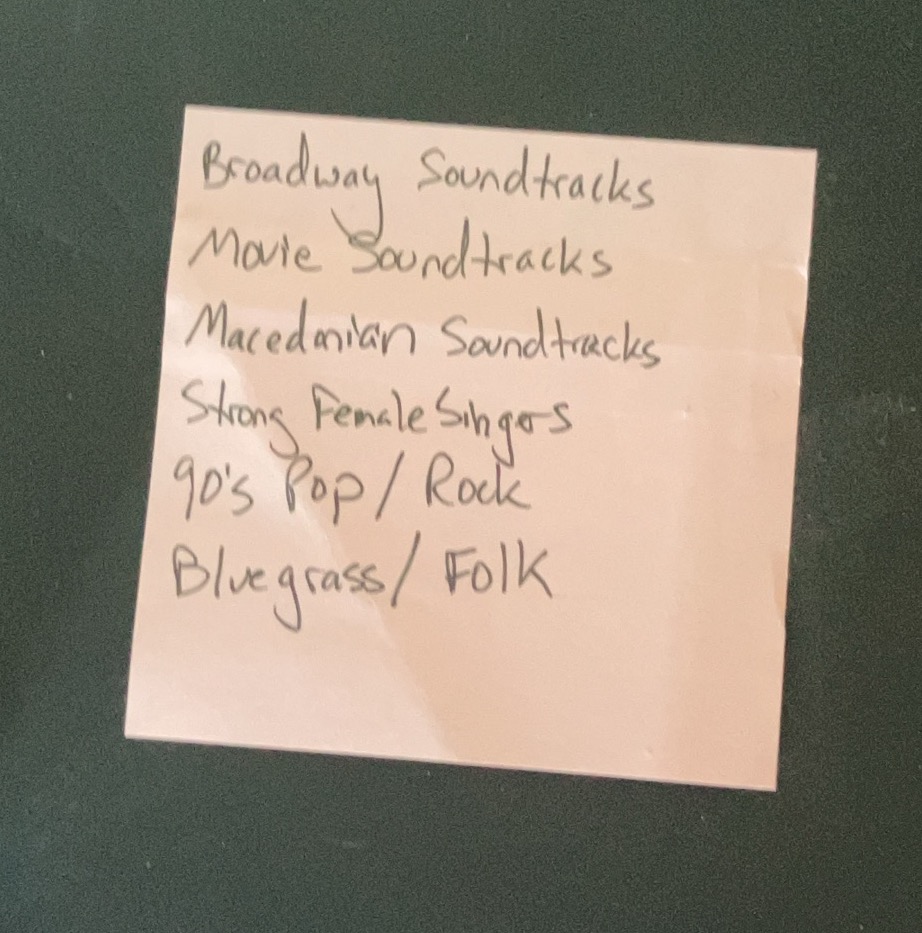 Broadway Soundtracks
Movie Soundtracks
Macedonian Soundtracks
Strong Female Singers
90's Pop / Rock
Bluegrass / Folk